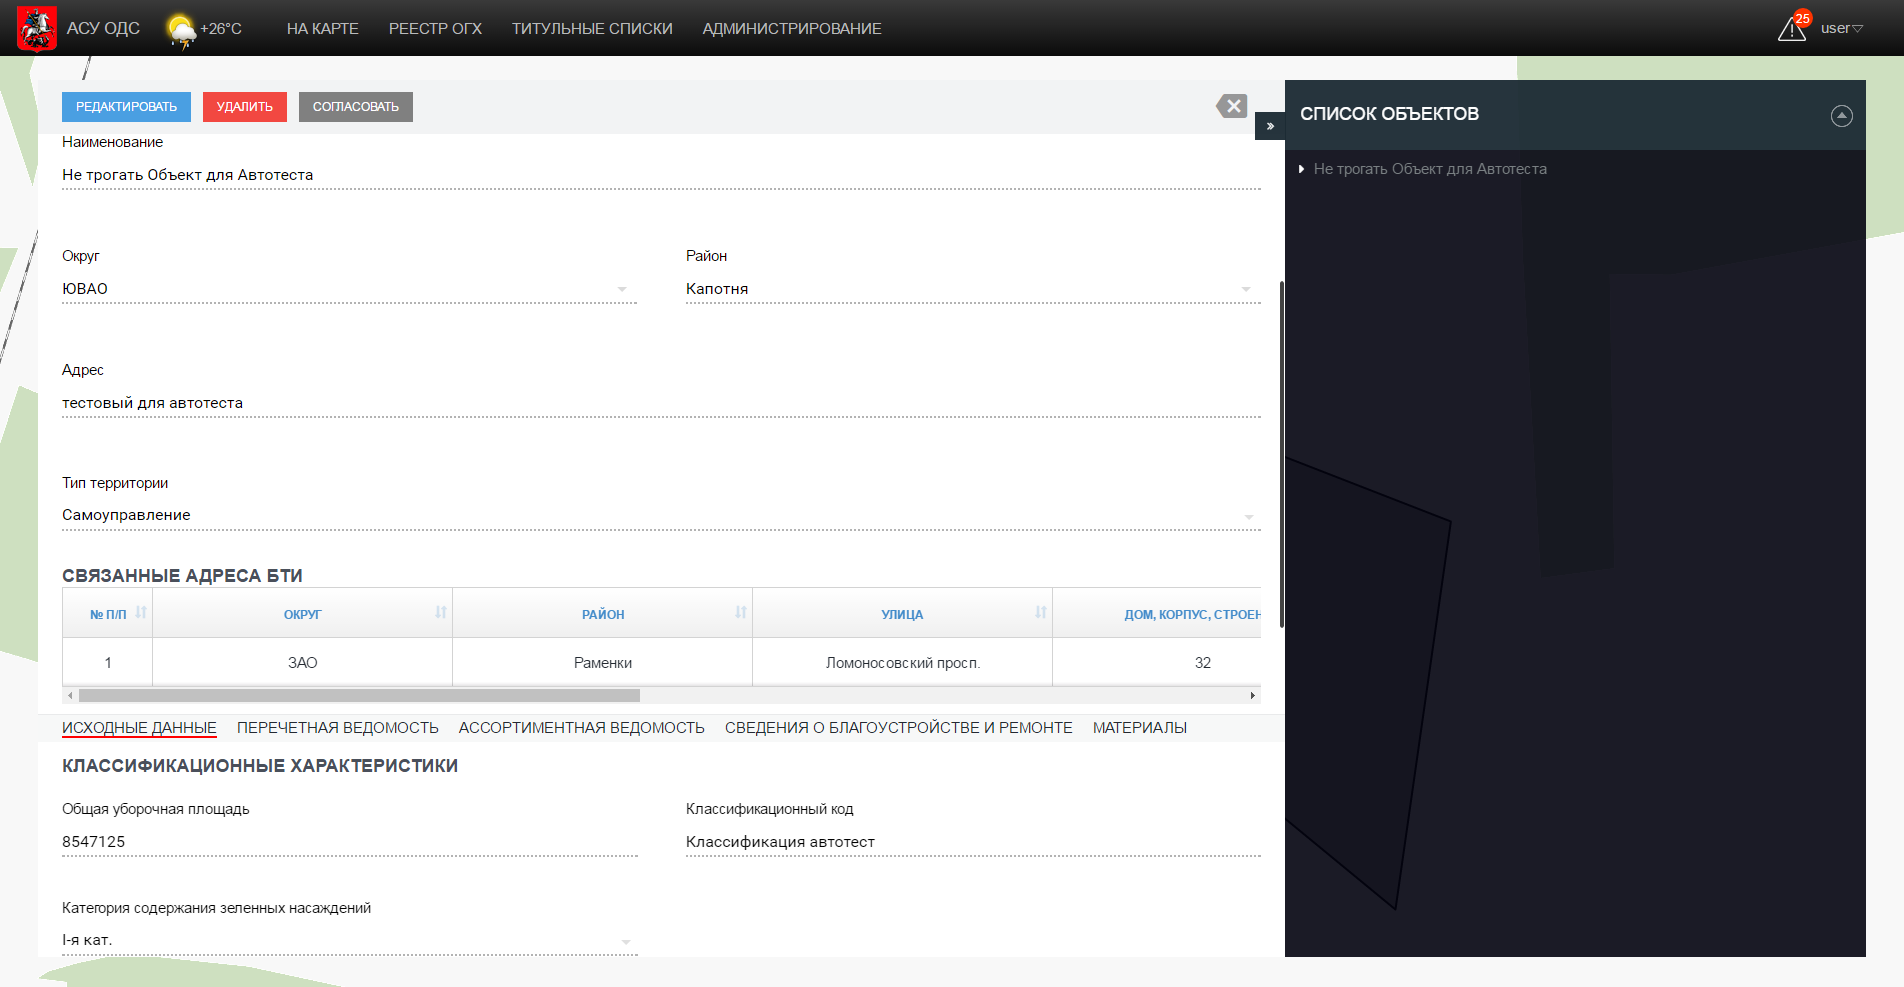 АСУ ОДС +26°C НА КАРТЕ РЕЕСТР ОГХ ТИТУЛЬНЫЕ СПИСКИ АДМИНИСТРИРОВАНИЕ 25 user
РЕДАКТИРОВАТЬ УДАЛИТЬ СОГЛАСОВАТЬ
Наименование
Не трогать Объект для Автотеста
Округ Район
ЮВАО Капотня
Адрес
тестовый для автотеста
Тип территории
Самоуправление
СВЯЗАННЫЕ АДРЕСА БТИ
№ П/П ОКРУГ РАЙОН УЛИЦА ДОМ, КОРПУС, СТРОЕН
1 ЗАО Раменки Ломоносовский просп. 32
ИСХОДНЫЕ ДАННЫЕ ПЕРЕЧЕТНАЯ ВЕДОМОСТЬ АССОРТИМЕНТНАЯ ВЕДОМОСТЬ СВЕДЕНИЯ О БЛАГОУСТРОЙСТВЕ И РЕМОНТЕ МАТЕРИАЛЫ
КЛАССИФИКАЦИОННЫЕ ХАРАКТЕРИСТИКИ
Общая уборочная площадь Классификационный код
8547125 Классификация автотест
Категория содержания зеленных насаждений
I-я кат.
СПИСОК ОБЪЕКТОВ
Не трогать Объект для Автотеста